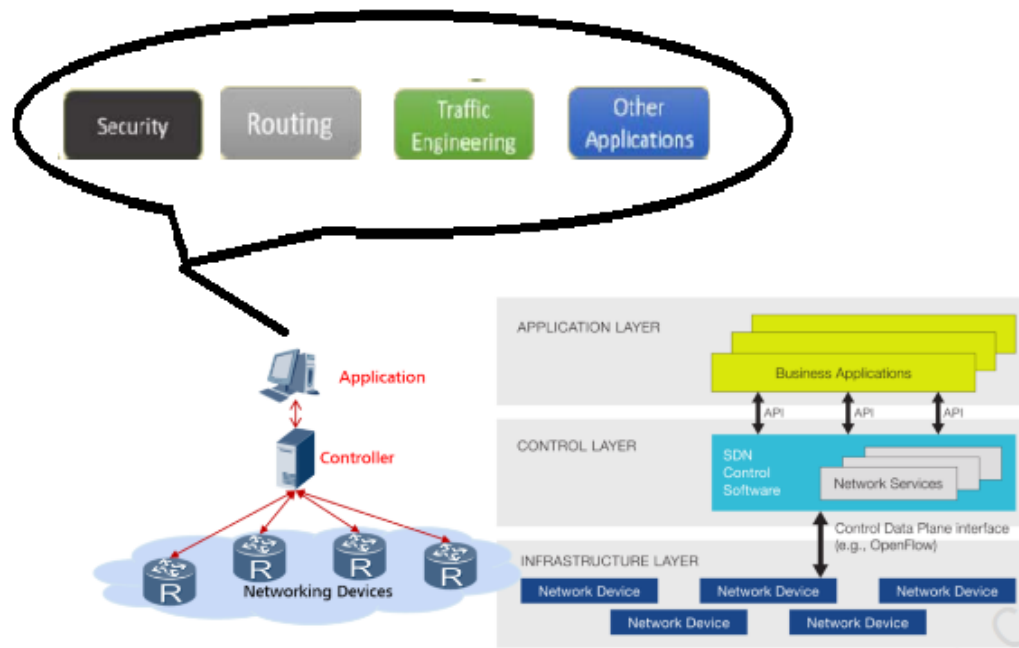 Security
Routing
Traffic
Engineering
Other
Applications
Application
Controller
R
R
R
R
Networking Devices
APPLICATION LAYER
Business Applications
API
API
API
CONTROL LAYER
SDN
Control
Software
Network Services
Control Data Plane interface
(e.g., OpenFlow)
INFRASTRUCTURE LAYER
Network Device
Network Device
Network Device
Network Device
Network Device